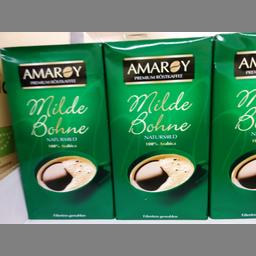 AMAROY
PREMIUM RÖSTKAFFEE
Milde
Bohne
NATURMILD
100% Arabica
Filterfein gemahlen
AMAROY
PREMIUM RÖSTKAFFEE
Milde
Bohne
NATURMILD
100% Arabica
Filterfein gemahlen